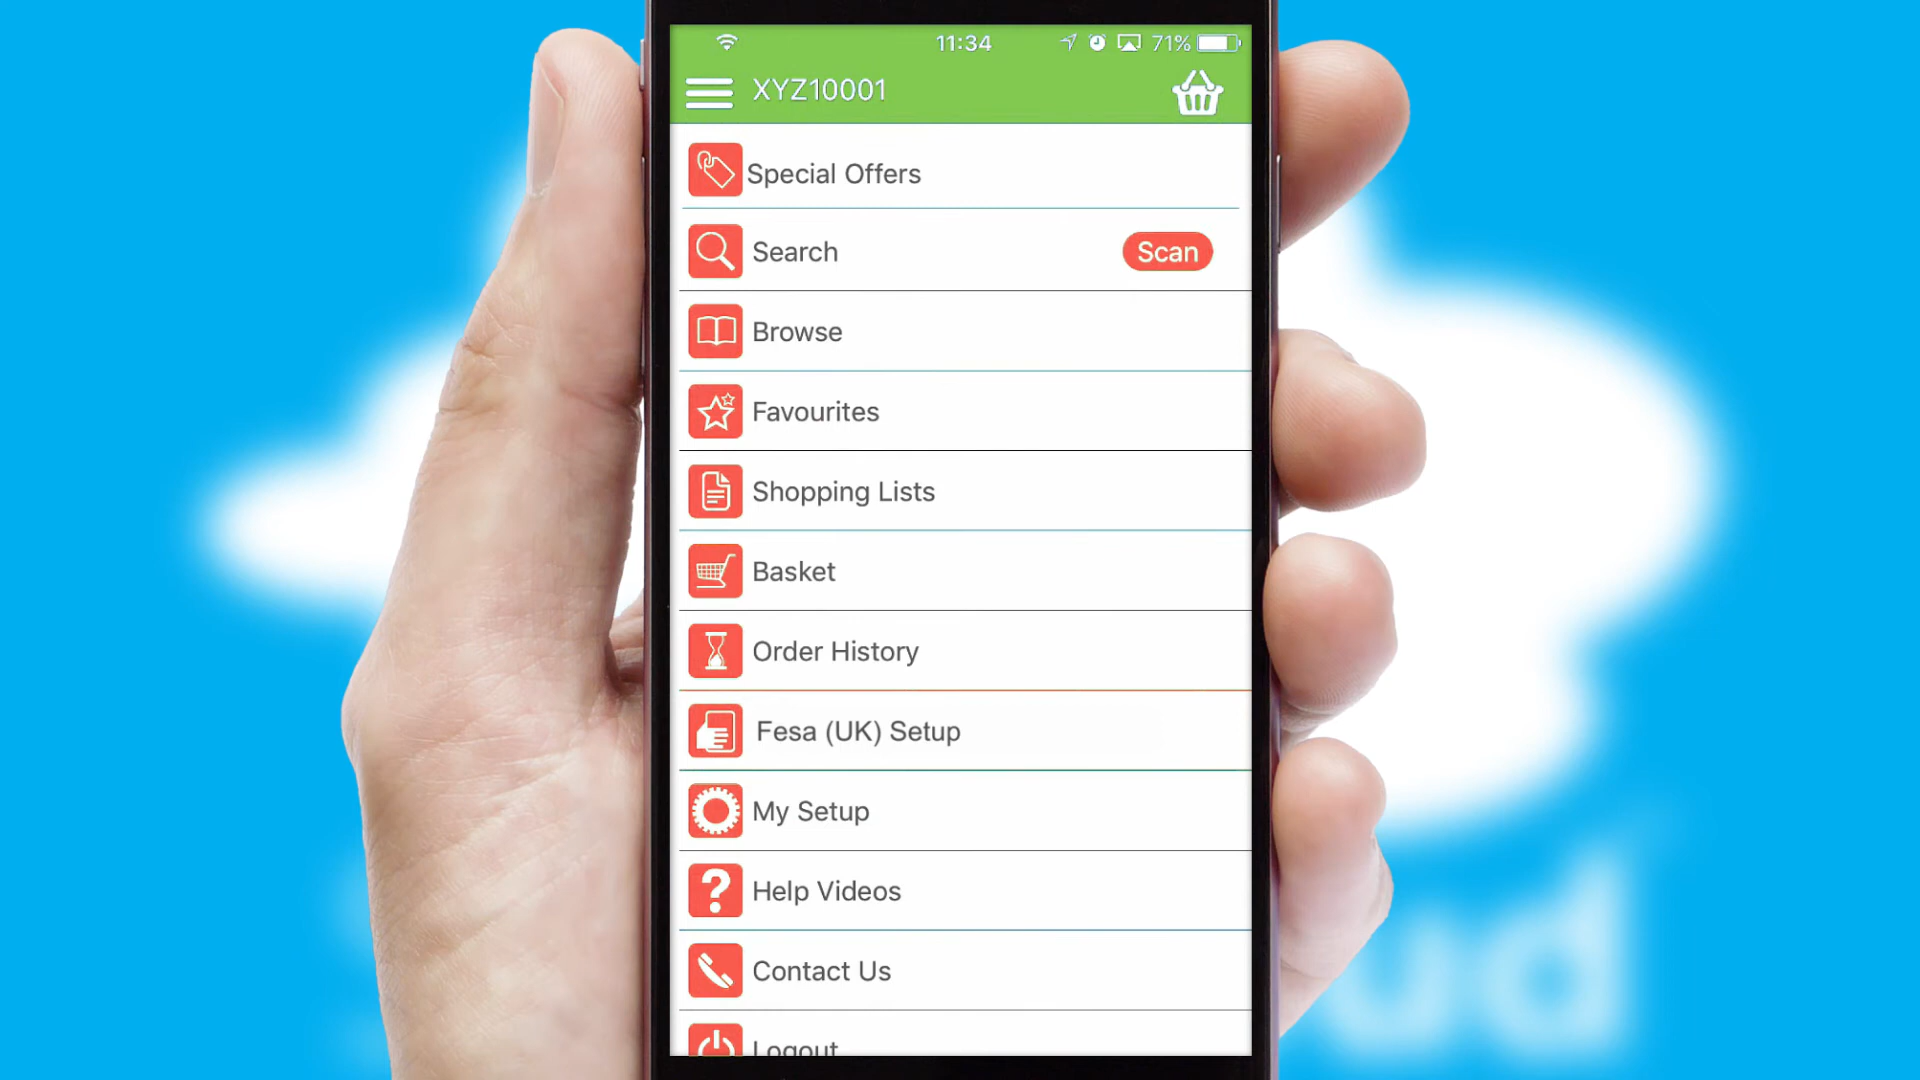 11:34 71%
XYZ10001
Special Offers
Search Scan
Browse
Favourites
Shopping Lists
Basket
Order History
Fesa (UK) Setup
My Setup
Help Videos
Contact Us
Logout
ud